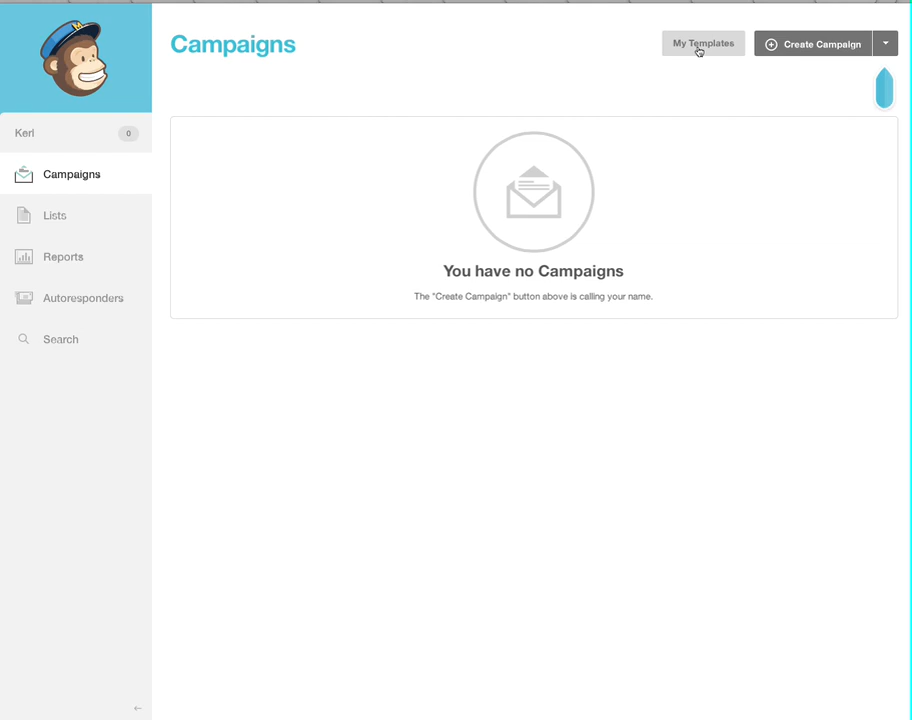 Campaigns
My Templates
Create Campaign
Kerl
0
Campaigns
Lists
Reports
Autoresponders
Search
You have no Campaigns
The "Create Campaign" button above is calling your name.